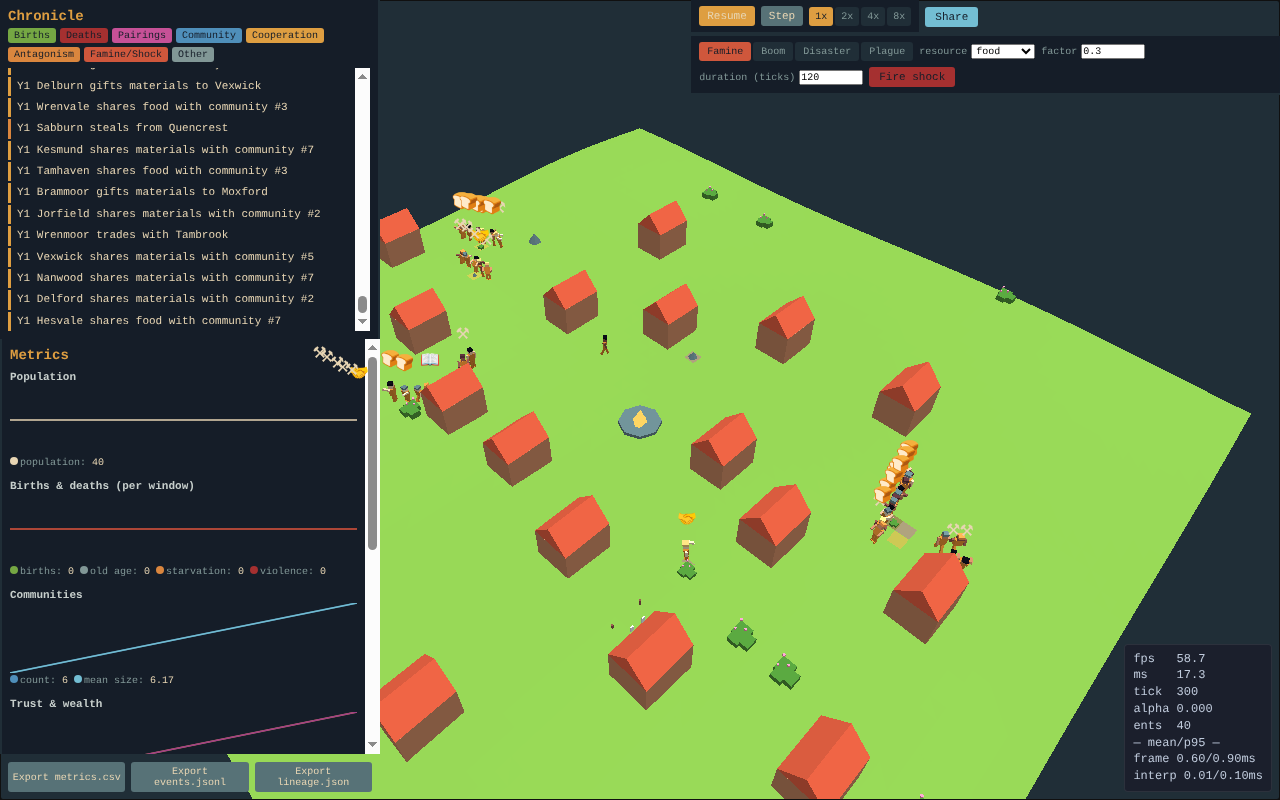 Chronicle
Births Deaths Pairings Community Cooperation
Antagonism Famine/Shock Other
Y1 Delburn gifts materials to Vexwick
Y1 Wrenvale shares food with community #3
Y1 Sabburn steals from Quencrest
Y1 Kesmund shares materials with community #7
Y1 Tamhaven shares food with community #3
Y1 Brammoor gifts materials to Moxford
Y1 Jorfield shares materials with community #2
Y1 Wrenmoor trades with Tambrook
Y1 Vexwick shares materials with community #5
Y1 Nanwood shares materials with community #7
Y1 Delford shares materials with community #2
Y1 Hesvale shares food with community #7
Metrics
Population
population: 40
Births & deaths (per window)
births: 0 old age: 0 starvation: 0 violence: 0
Communities
count: 6 mean size: 6.17
Trust & wealth
Export metrics.csv
Export events.jsonl
Export lineage.json
Resume Step 1x 2x 4x 8x Share
Famine Boom Disaster Plague resource food factor 0.3
duration (ticks) 120 Fire shock
fps 58.7
ms 17.3
tick 300
alpha 0.000
ents 40
— mean/p95 —
frame 0.60/0.90ms
interp 0.01/0.10ms